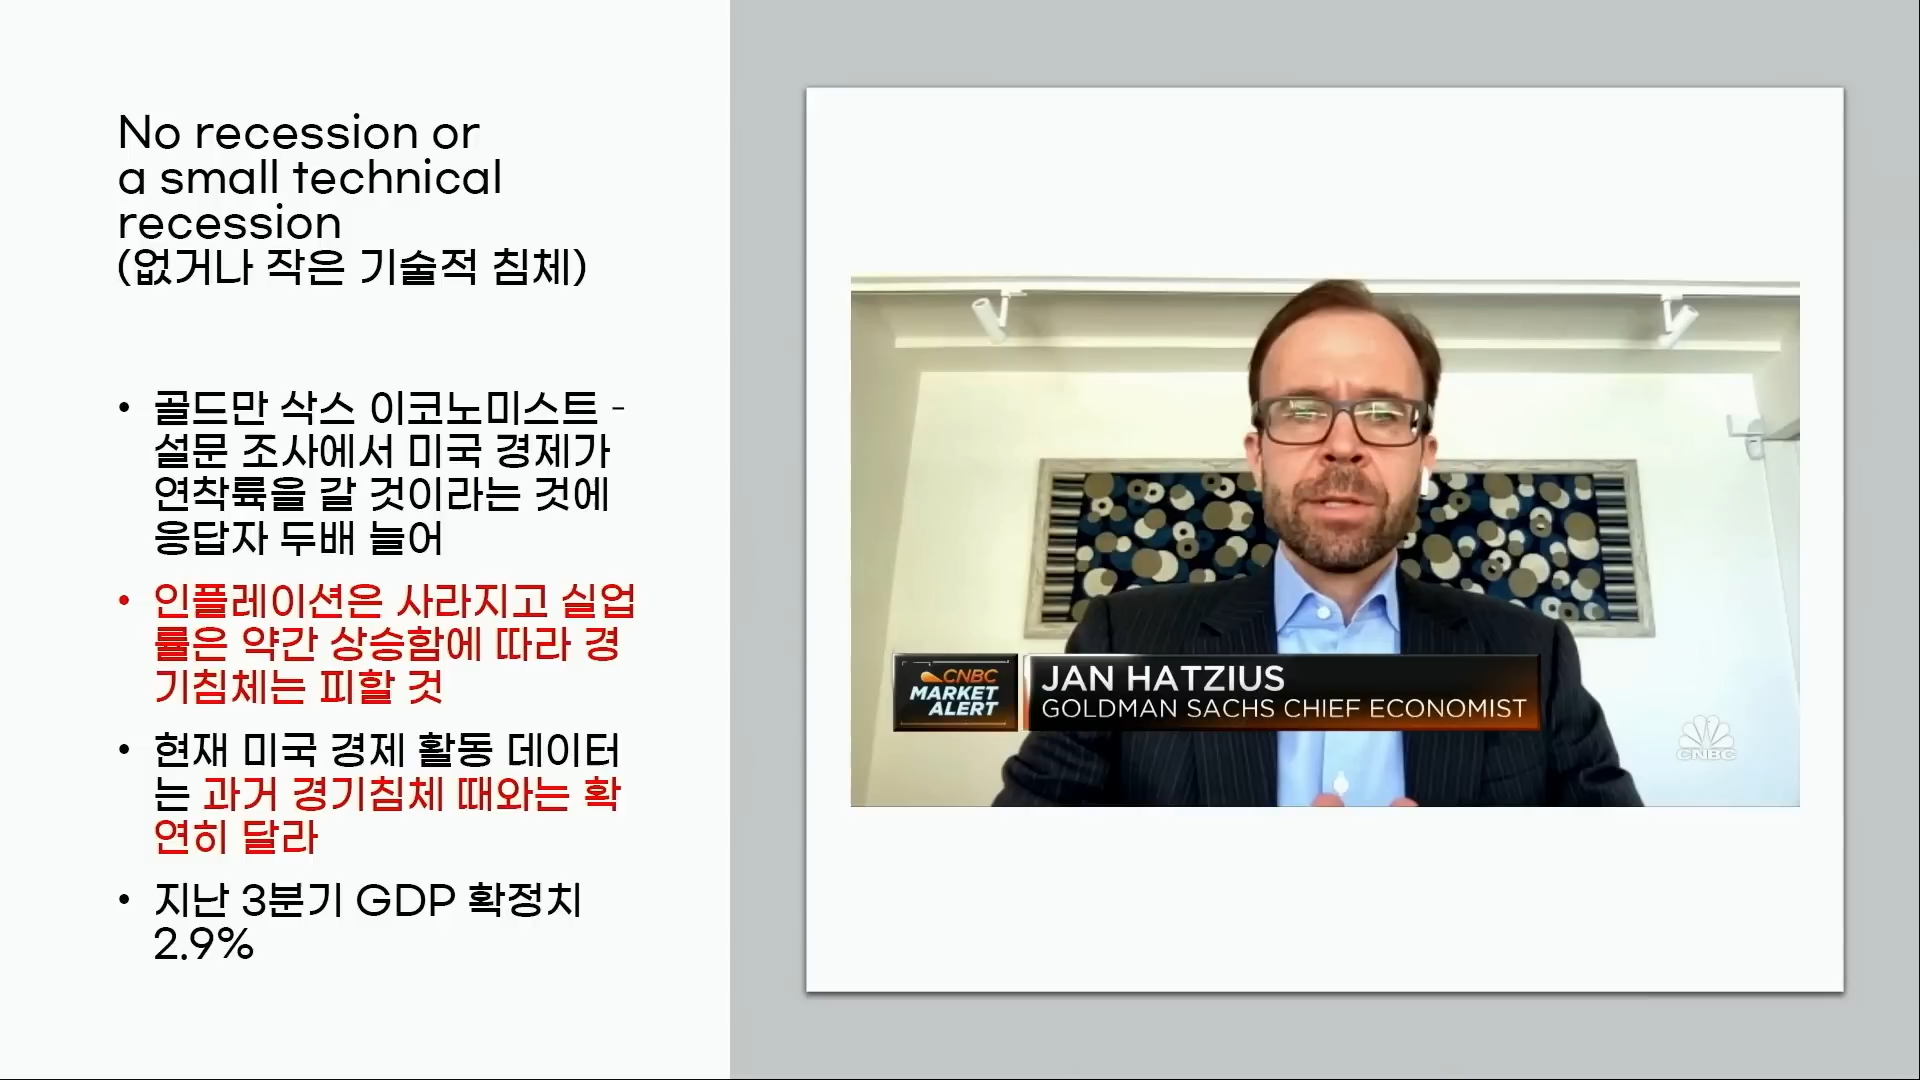 No recession or
a small technical
recession
(없거나 작은 기술적 침체)
• 골드만 삭스 이코노미스트 -
설문 조사에서 미국 경제가
연착륙을 갈 것이라는 것에
응답자 두배 늘어
• 인플레이션은 사라지고 실업
률은 약간 상승함에 따라 경
기침체는 피할 것
• 현재 미국 경제 활동 데이터
는 과거 경기침체 때와는 확
연히 달라
• 지난 3분기 GDP 확정치
2.9%
CNBC
MARKET
ALERT
JAN HATZIUS
GOLDMAN SACHS CHIEF ECONOMIST
CNBC